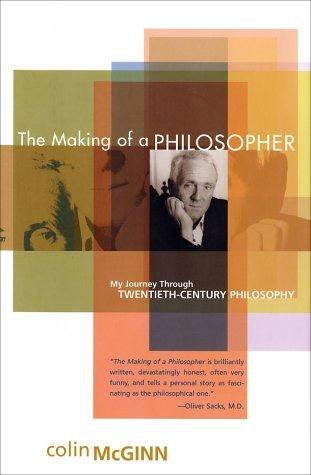 The Making of a PHILOSOPHER
My Journey Through
TWENTIETH-CENTURY PHILOSOPHY
"The Making of a Philosopher is brilliantly
written, devastatingly honest, often very
funny, and tells a personal story as fasci-
nating as the philosophical one."
—Oliver Sacks, M.D.
colin McGINN